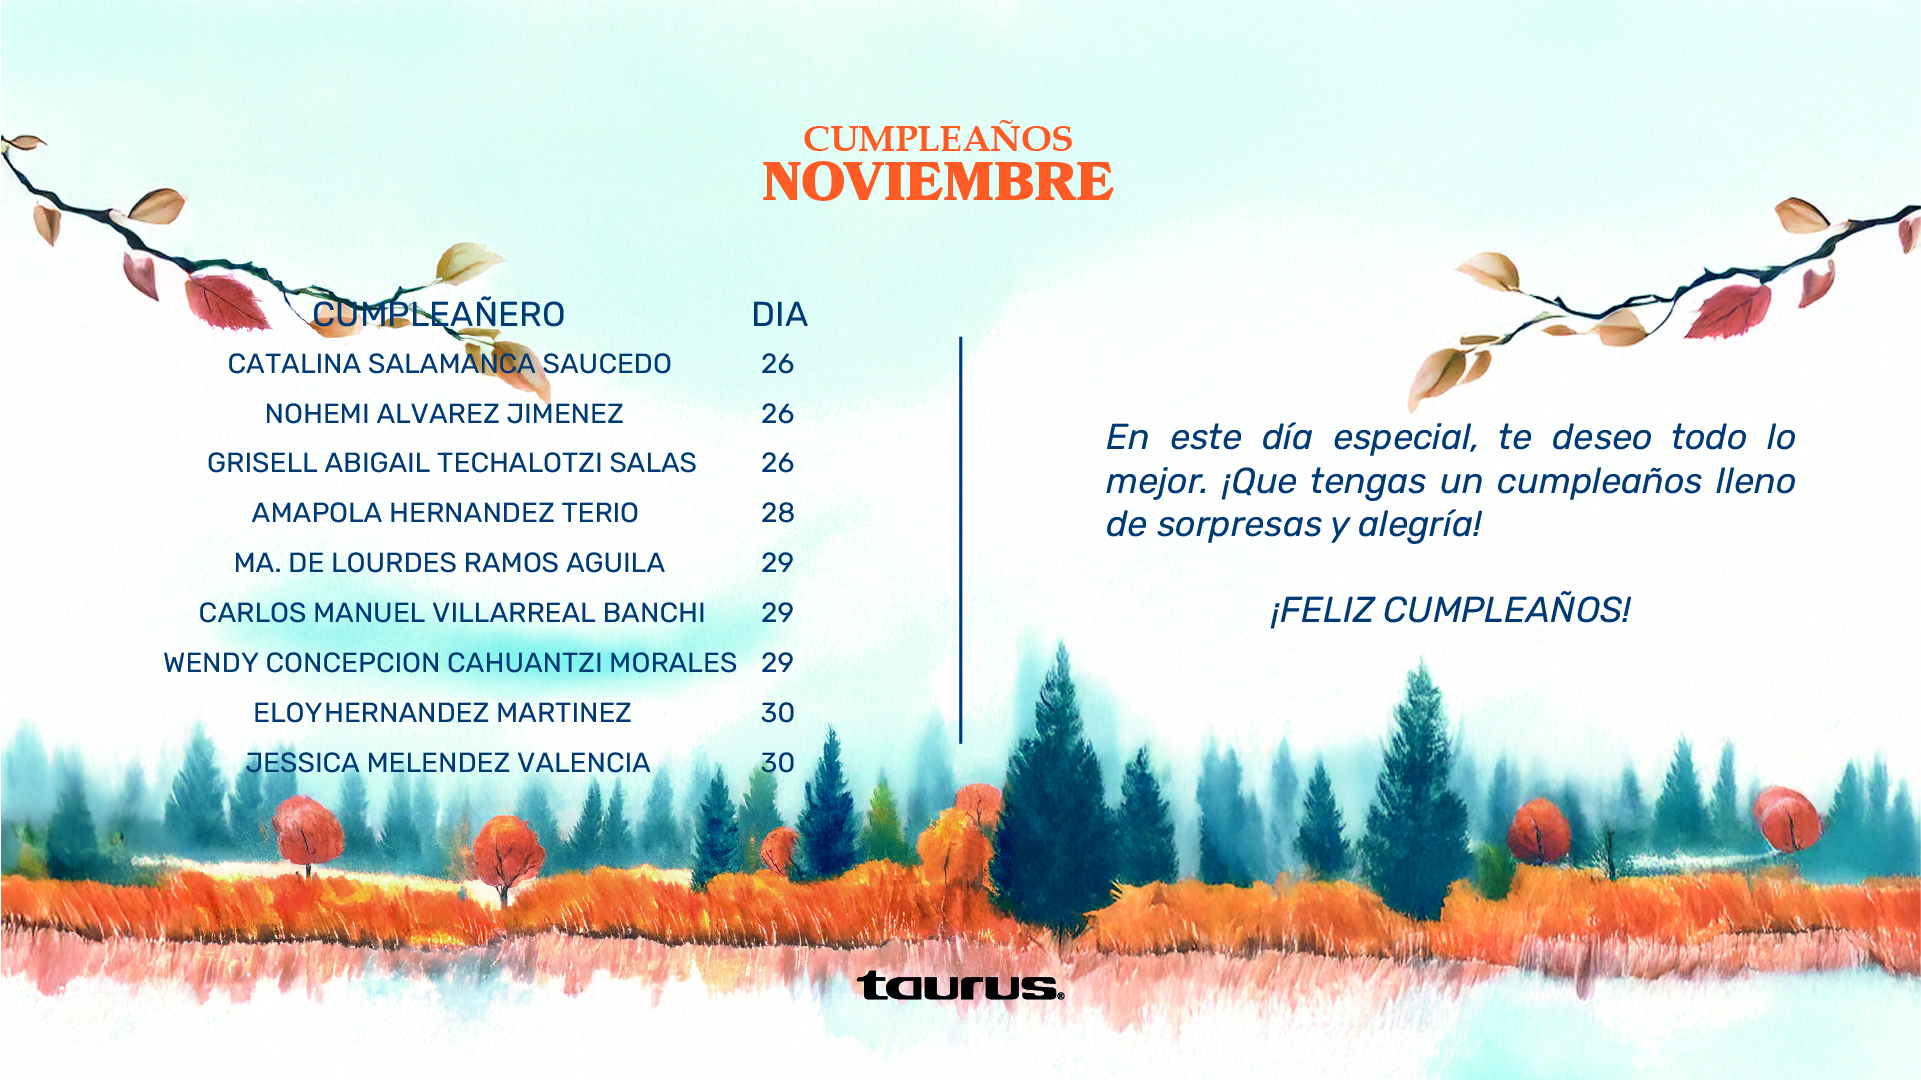 CUMPLEAÑOS
NOVIEMBRE
CUMPLEAÑERO DIA
CATALINA SALAMANCA SAUCEDO 26
NOHEMI ALVAREZ JIMENEZ 26
GRISELL ABIGAIL TECHALOTZI SALAS 26
AMAPOLA HERNANDEZ TERIO 28
MA. DE LOURDES RAMOS AGUILA 29
CARLOS MANUEL VILLARREAL BANCHI 29
WENDY CONCEPCION CAHUANTZI MORALES 29
ELOYHERNANDEZ MARTINEZ 30
JESSICA MELENDEZ VALENCIA 30
En este día especial, te deseo todo lo
mejor. ¡Que tengas un cumpleaños lleno
de sorpresas y alegría!
¡FELIZ CUMPLEAÑOS!
taurus®